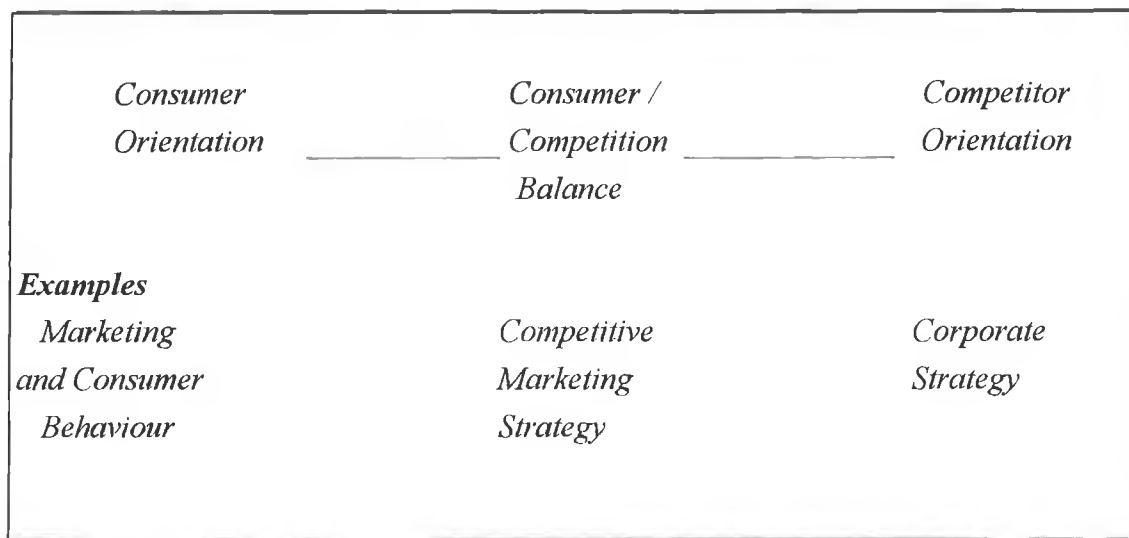 Consumer Consumer / Competitor
Orientation Competition Orientation
Balance
Examples
Marketing Competitive Corporate
and Consumer Marketing Strategy
Behaviour Strategy